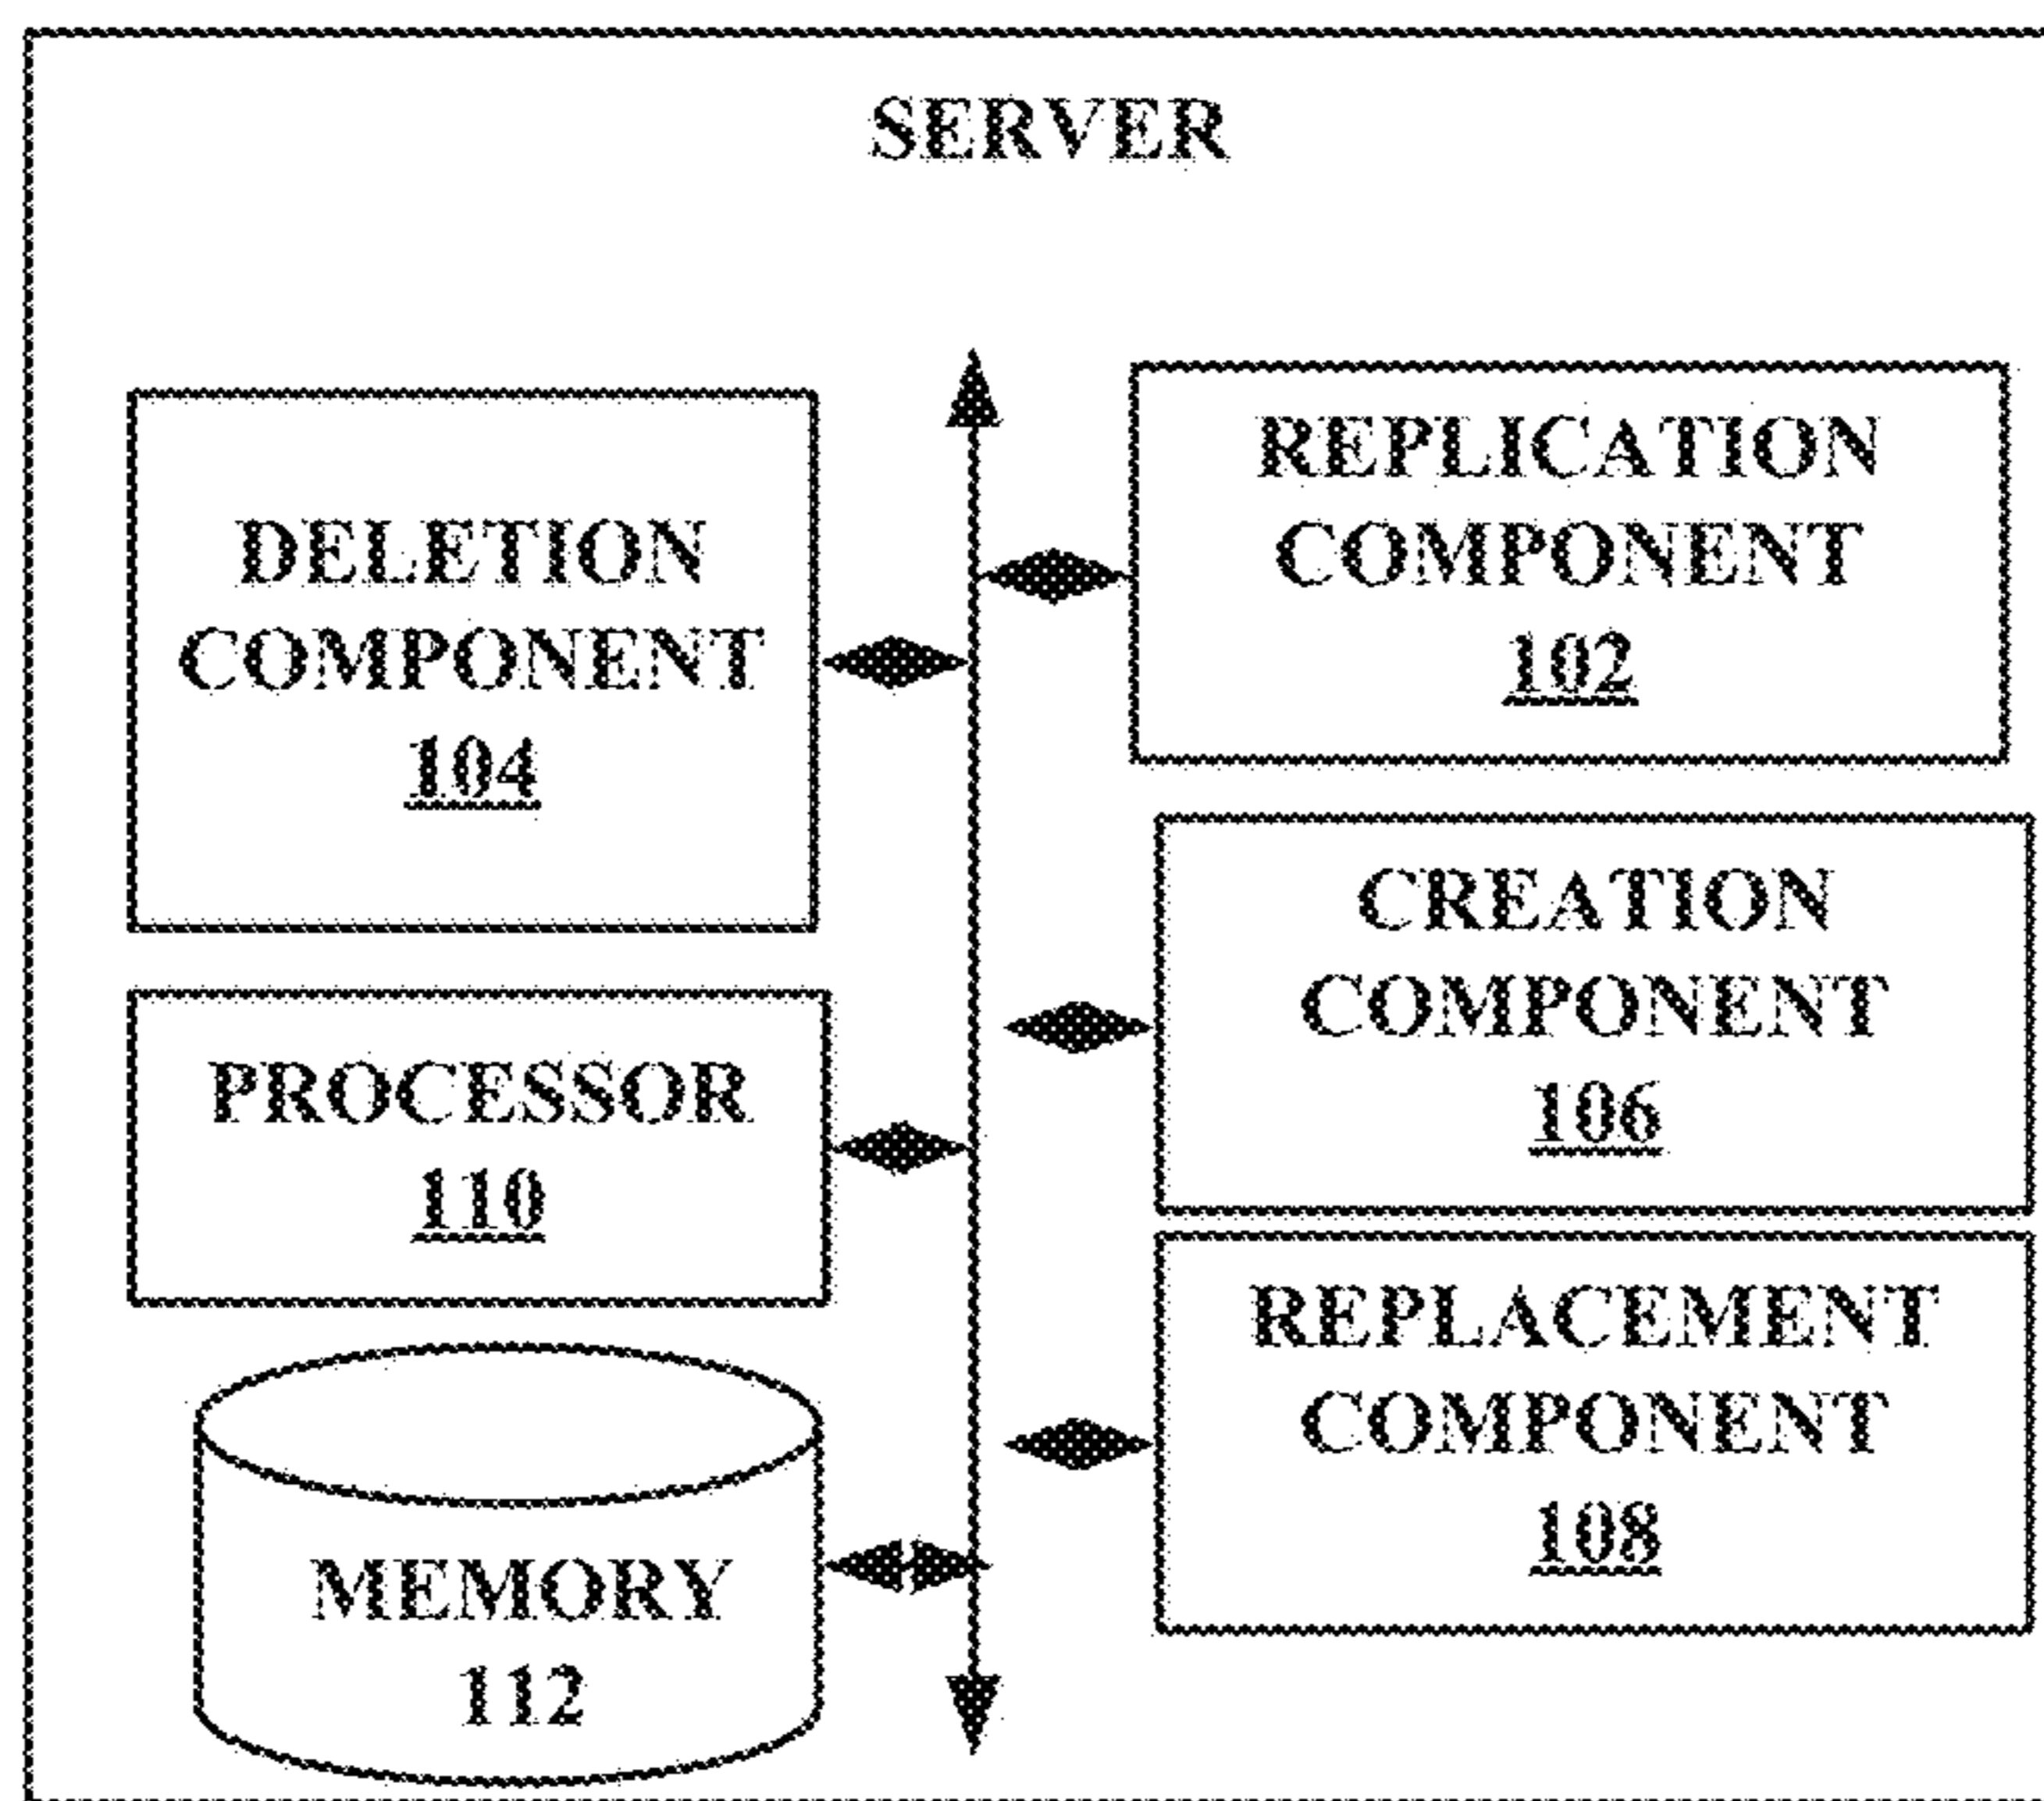 SERVER
DELETION
COMPONENT
104
REPLICATION
COMPONENT
102
CREATION
COMPONENT
106
PROCESSOR
110
REPLACEMENT
COMPONENT
108
MEMORY
112